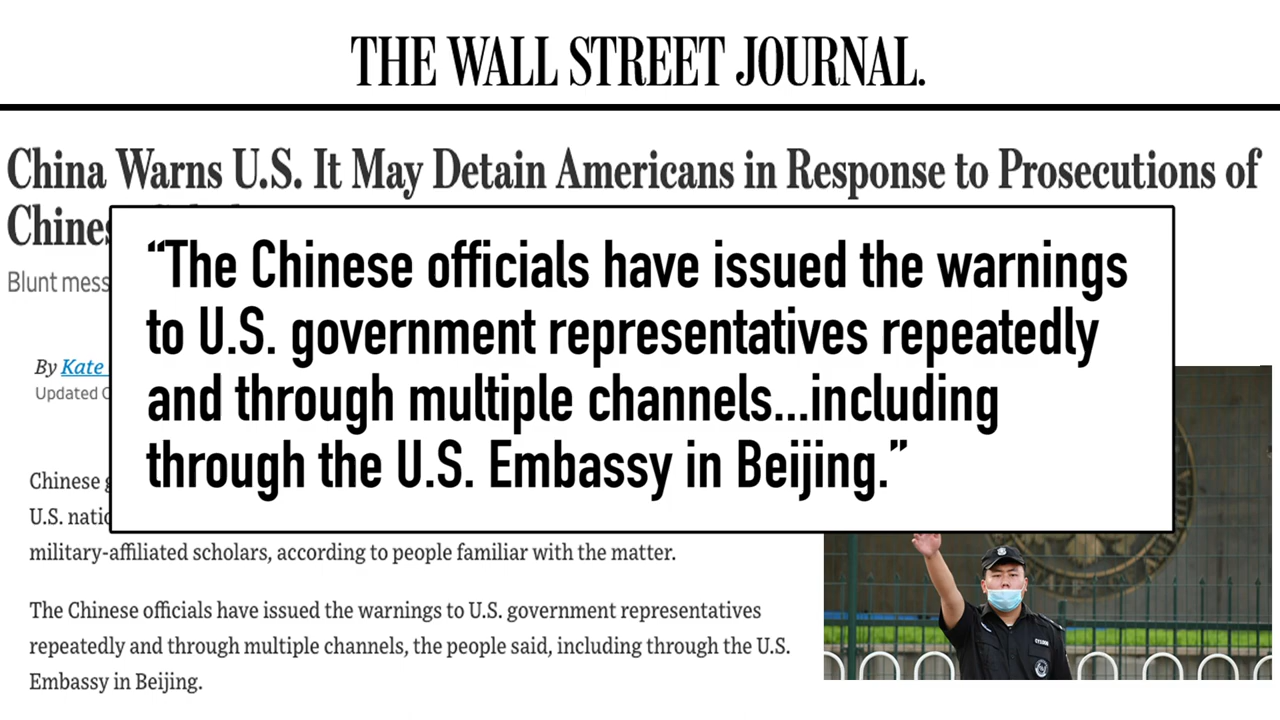 THE WALL STREET JOURNAL.
China Warns U.S. It May Detain Americans in Response to Prosecutions of
“The Chinese officials have issued the warnings
to U.S. government representatives repeatedly
and through multiple channels...including
through the U.S. Embassy in Beijing.”
Blunt
By Kate
Updated
Chinese
U.S.
military-affiliated scholars, according to people familiar with the matter.
The Chinese officials have issued the warnings to U.S. government representatives
repeatedly and through multiple channels, the people said, including through the U.S.
Embassy in Beijing.